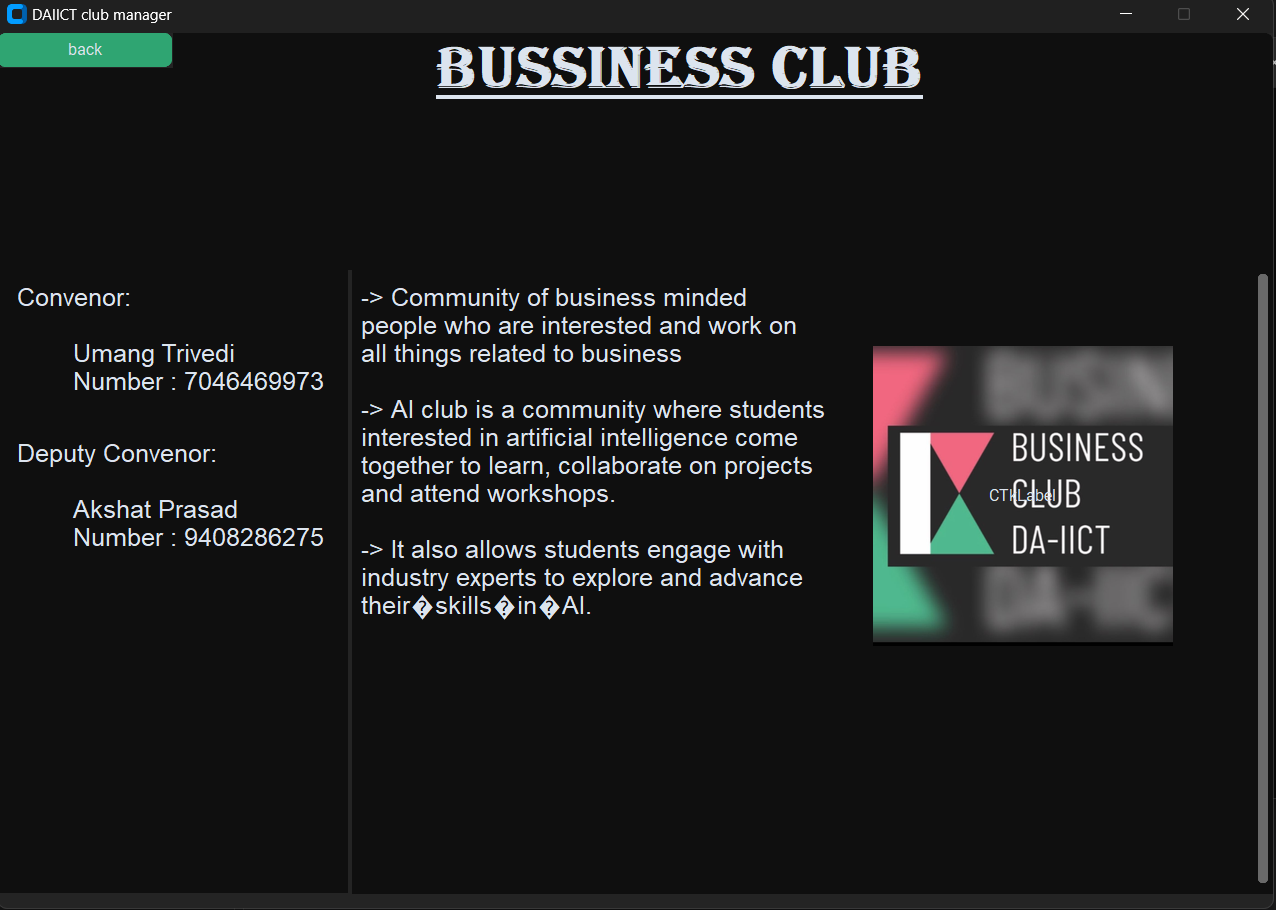 DAIICT club manager
back
BUSSINESS CLUB
Convenor:
Umang Trivedi
Number : 7046469973
Deputy Convenor:
Akshat Prasad
Number : 9408286275
-> Community of business minded
people who are interested and work on
all things related to business
-> AI club is a community where students
interested in artificial intelligence come
together to learn, collaborate on projects
and attend workshops.
-> It also allows students engage with
industry experts to explore and advance
their�skills�in�AI.
BUSINESS
CLUB
DA-IICT
CTkLabel